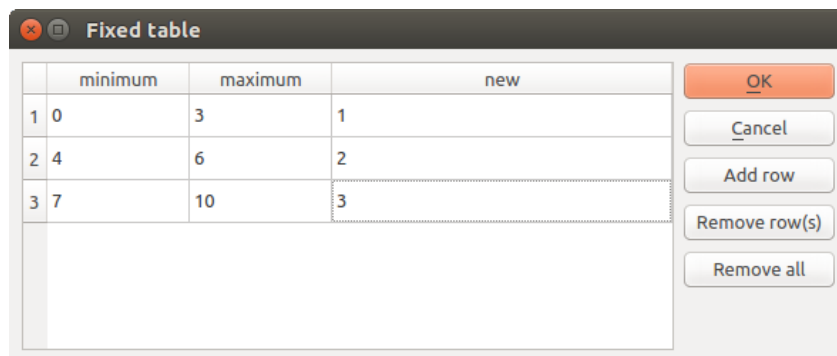 Fixed table
minimum maximum new
1 0 3 1
2 4 6 2
3 7 10 3
OK
Cancel
Add row
Remove row(s)
Remove all